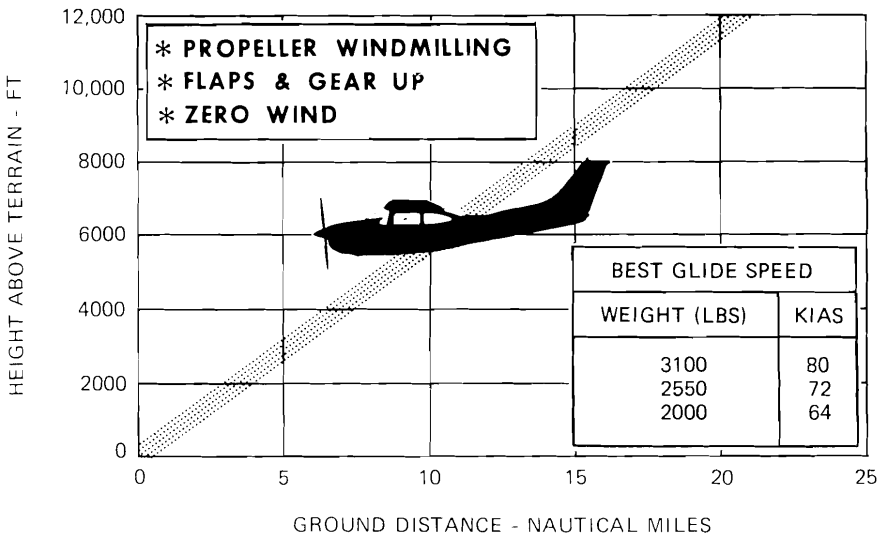 12,000
10,000
8000
6000
4000
2000
0
HEIGHT ABOVE TERRAIN - FT
* PROPELLER WINDMILLING
* FLAPS & GEAR UP
* ZERO WIND
BEST GLIDE SPEED
WEIGHT (LBS) KIAS
3100 80
2550 72
2000 64
0 5 10 15 20 25
GROUND DISTANCE - NAUTICAL MILES